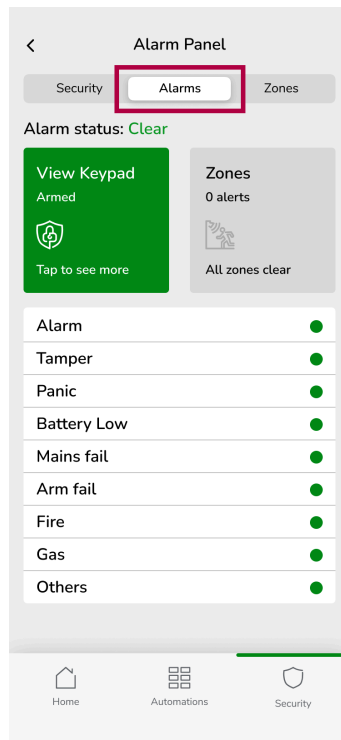 Alarm Panel
Security Alarms Zones
Alarm status: Clear
View Keypad
Armed
Tap to see more
Zones
0 alerts
All zones clear
Alarm
Tamper
Panic
Battery Low
Mains fail
Arm fail
Fire
Gas
Others
Home Automations Security